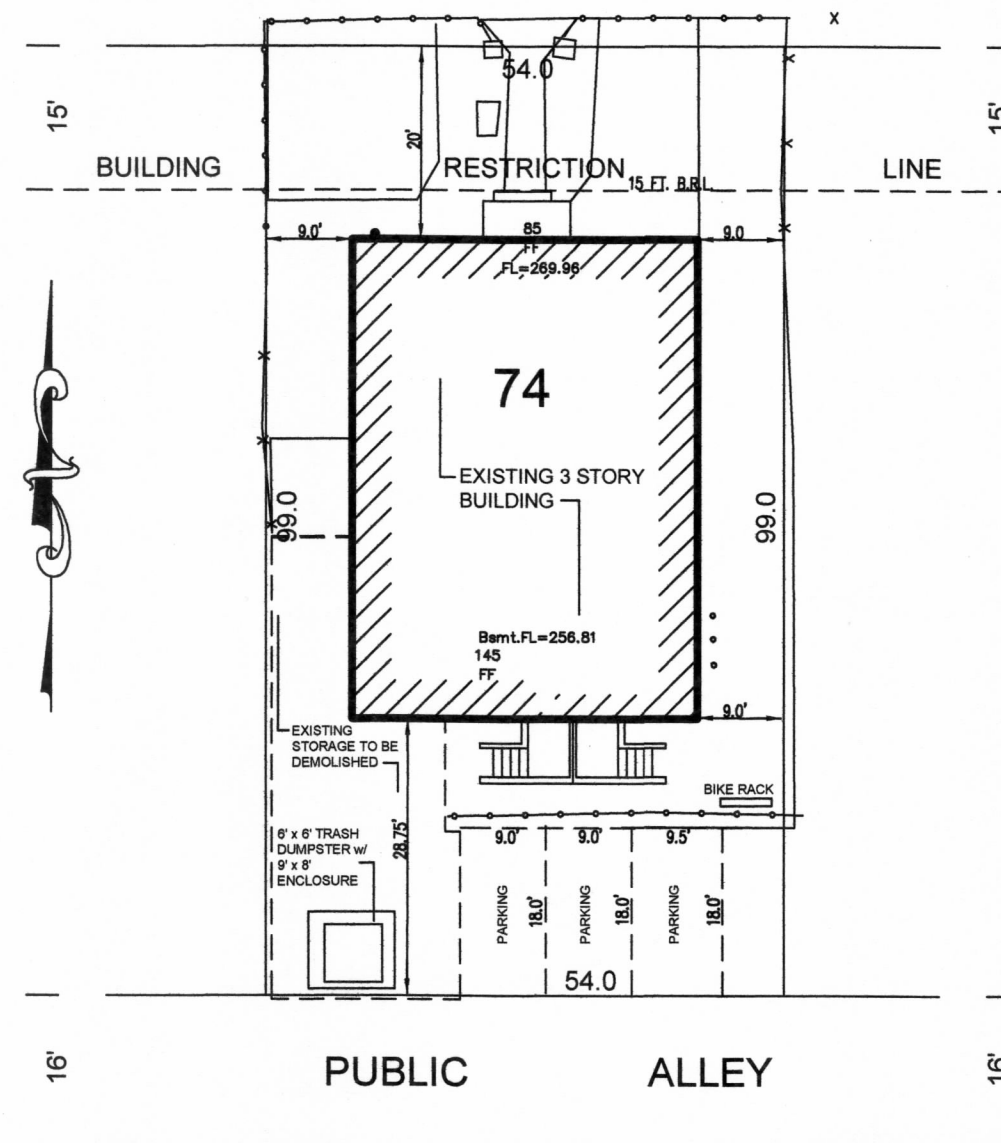 X
54.0
15'
15'
20'
BUILDING RESTRICTION LINE
15 FT. B.R.L.
9.0'
85
9.0
FF
FL=269.96
74
EXISTING 3 STORY
BUILDING
99.0
99.0
Bsmt.FL=256.81
145
FF
9.0'
EXISTING
STORAGE TO BE
DEMOLISHED
BIKE RACK
6' x 6' TRASH
DUMPSTER w/
9' x 8'
ENCLOSURE
28.75'
9.0'
9.0'
9.5'
PARKING
18.0'
PARKING
18.0'
PARKING
18.0'
54.0
16'
PUBLIC ALLEY
16'